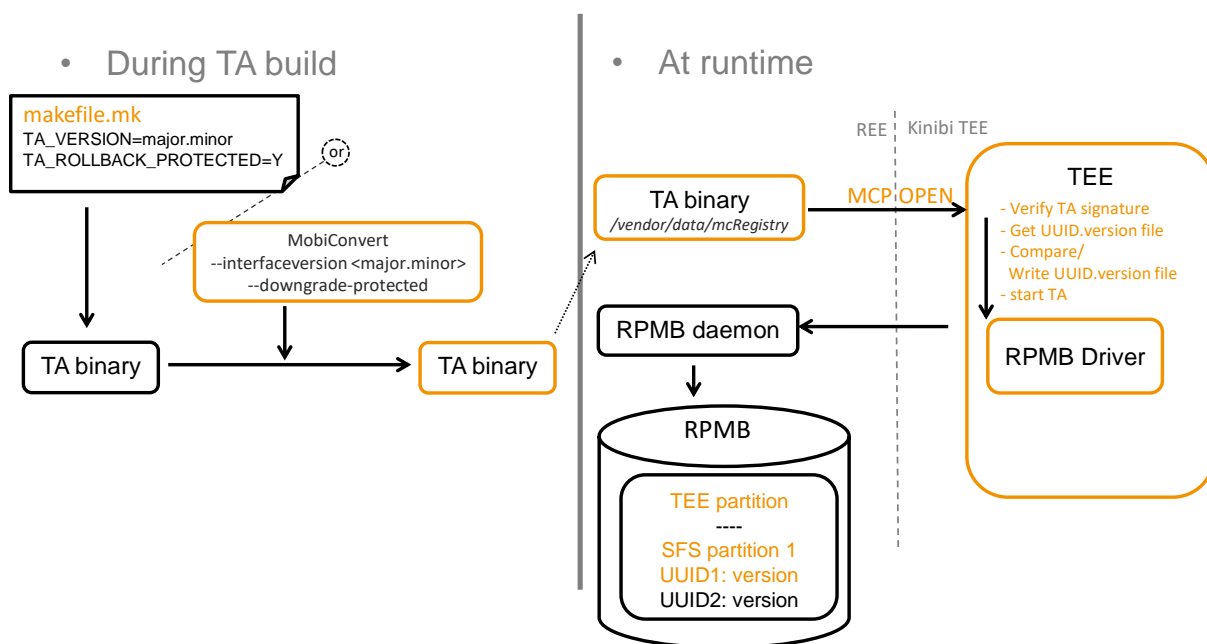 • During TA build
makefile.mk
TA_VERSION=major.minor
TA_ROLLBACK_PROTECTED=Y
or
MobiConvert
--interfaceversion <major.minor>
--downgrade-protected
TA binary
TA binary
• At runtime
REE
Kinibi TEE
TA binary
/vendor/data/mcRegistry
MCP OPEN
TEE
- Verify TA signature
- Get UUID.version file
- Compare/
Write UUID.version file
- start TA
RPMB daemon
RPMB Driver
RPMB
TEE partition
----
SFS partition 1
UUID1: version
UUID2: version